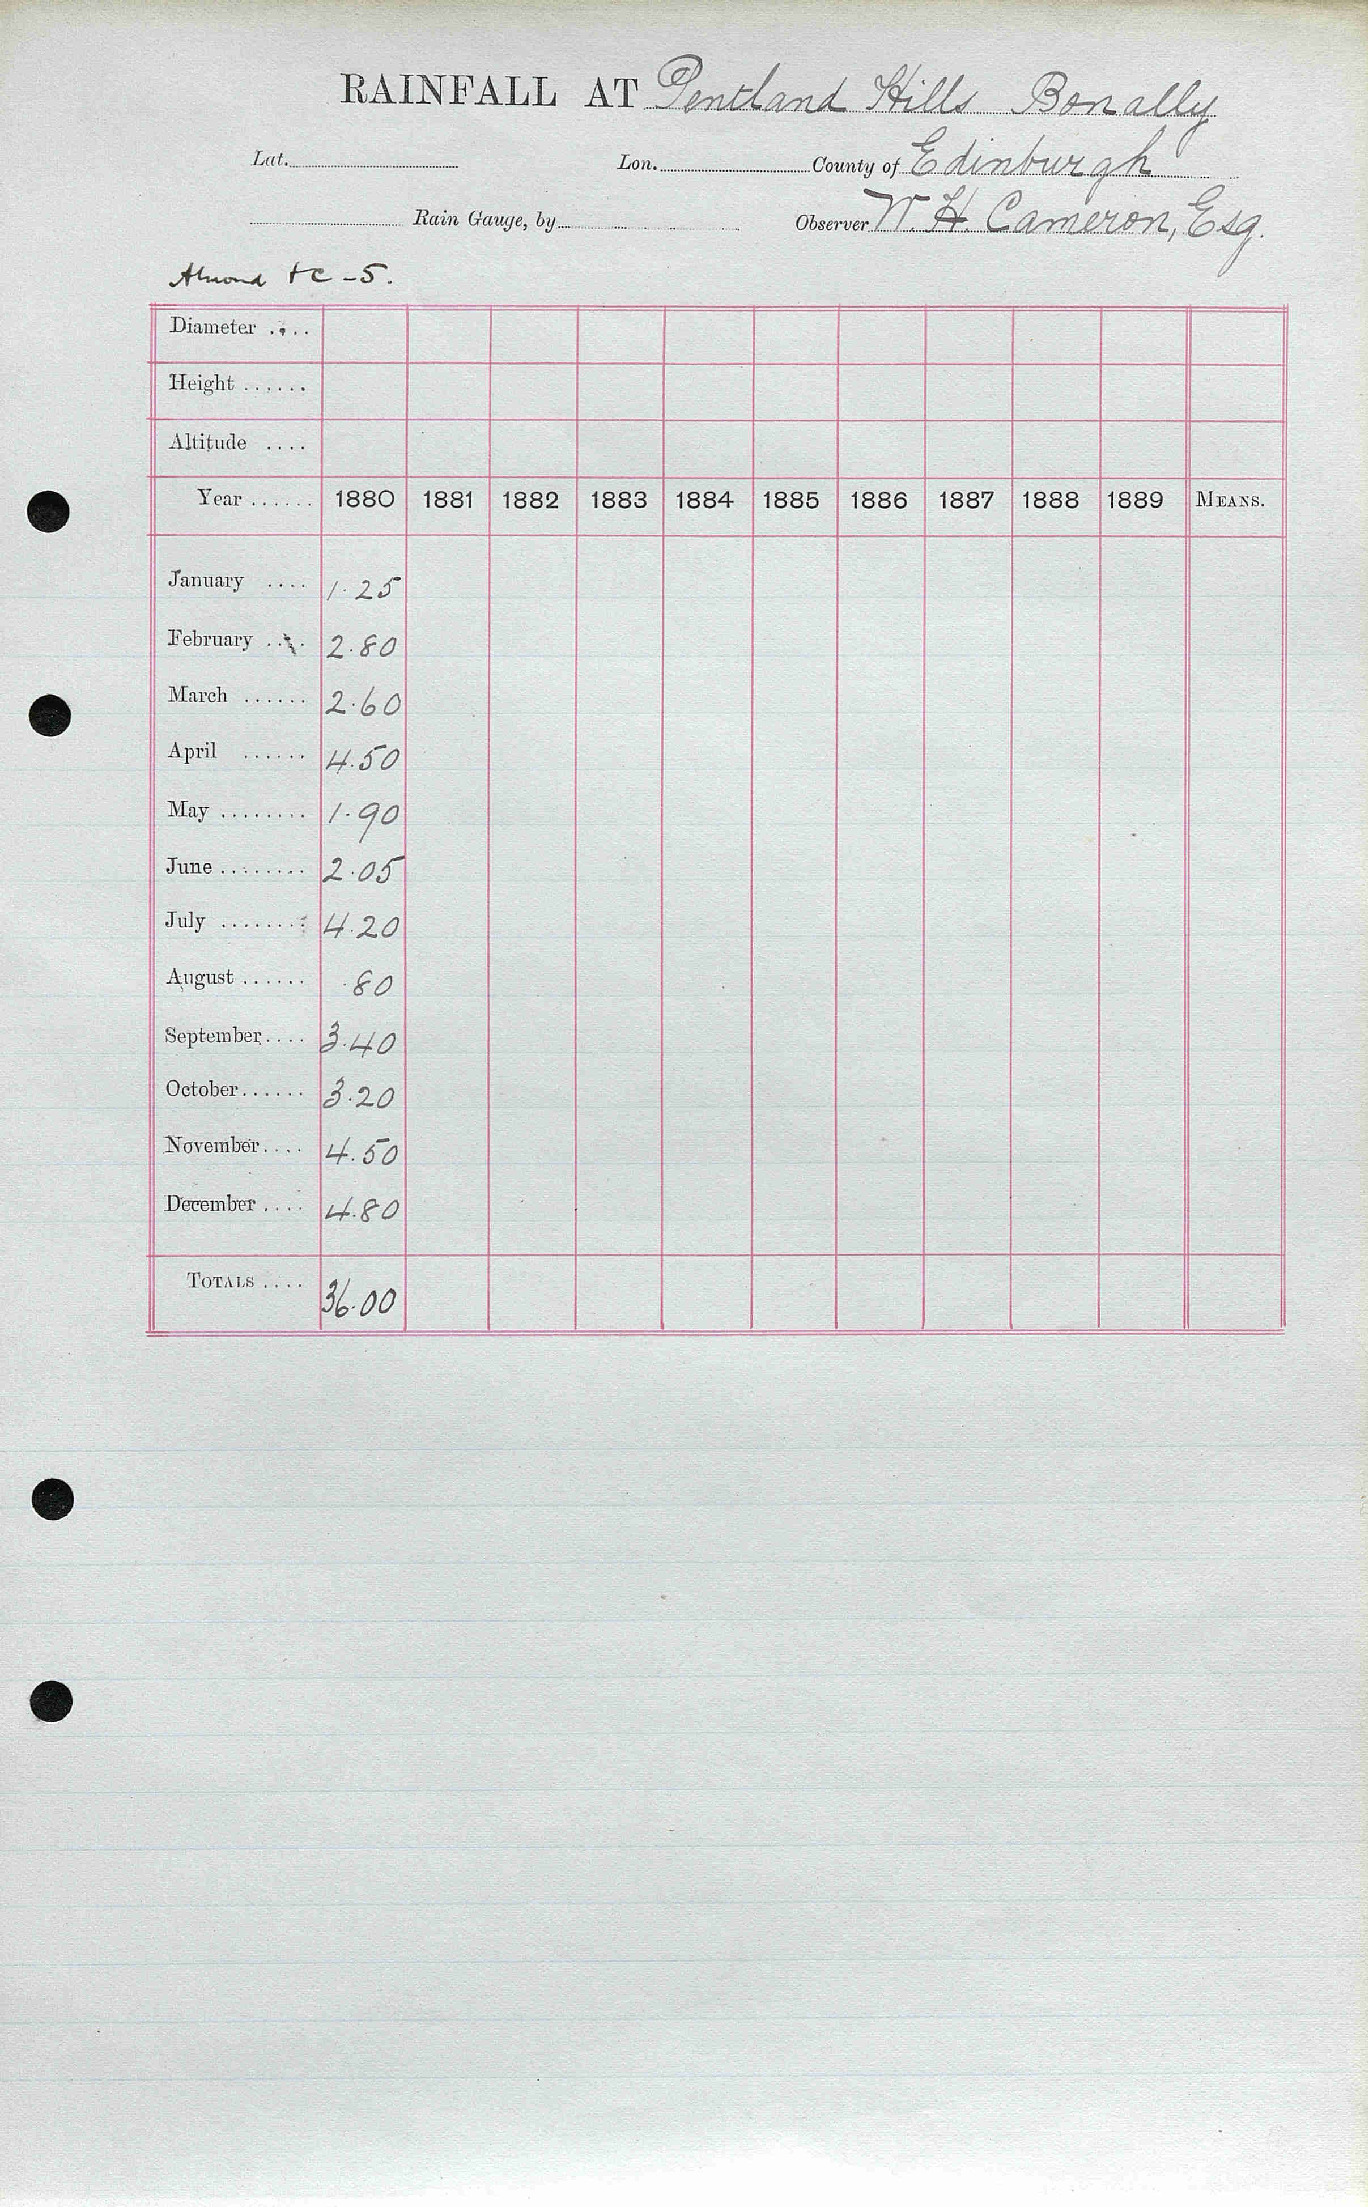 RAINFALL AT Pentland Hills Bonally
Lat. Lon. County of Edinburgh
Rain Gauge, by Observer W. H. Cameron, Esq.
Almond &c - 5.
Diameter ....
Height ......
Altitude ....
Year ...... 1880 1881 1882 1883 1884 1885 1886 1887 1888 1889 MEANS.
January .... 1.25
February .... 2.80
March ...... 2.60
April ...... 4.50
May ........ 1.90
June ........ 2.05
July ........ 4.20
August ...... .80
September .... 3.40
October ...... 3.20
November .... 4.50
December .... 4.80
TOTALS .... 36.00